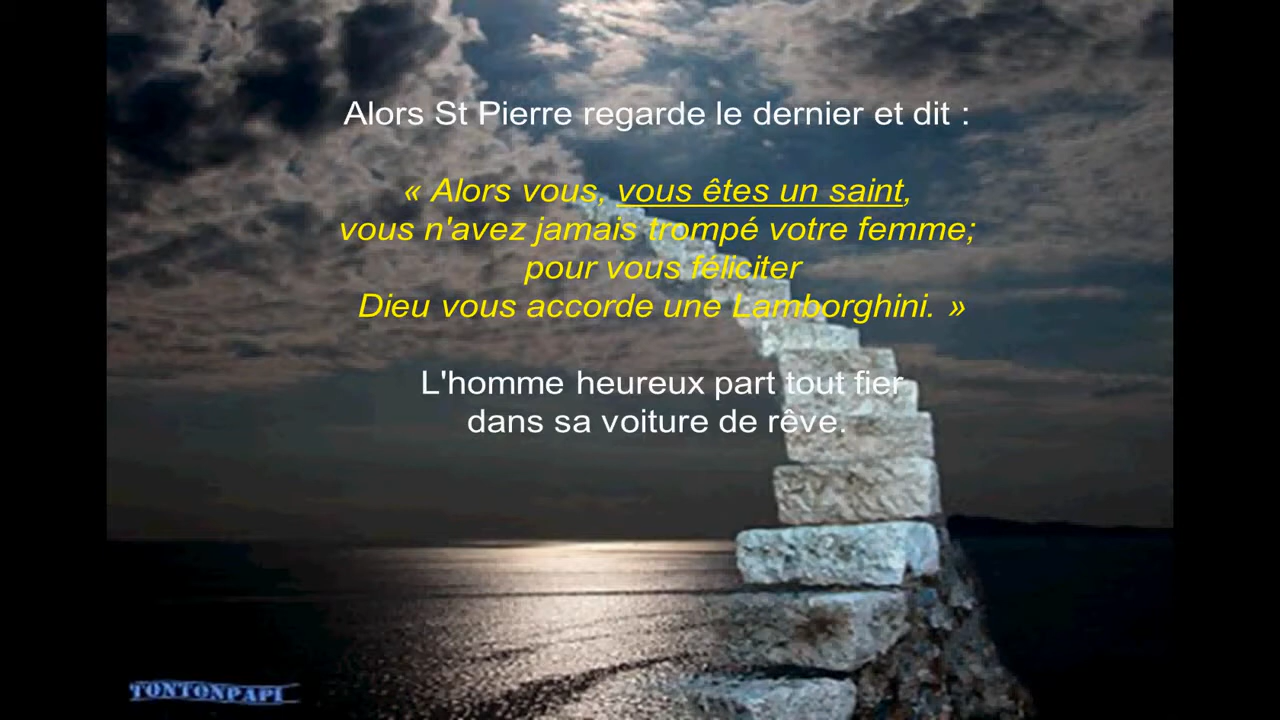 Alors St Pierre regarde le dernier et dit :
« Alors vous, vous êtes un saint,
vous n'avez jamais trompé votre femme;
pour vous féliciter
Dieu vous accorde une Lamborghini. »
L'homme heureux part tout fier
dans sa voiture de rêve.
TONTONPAPI